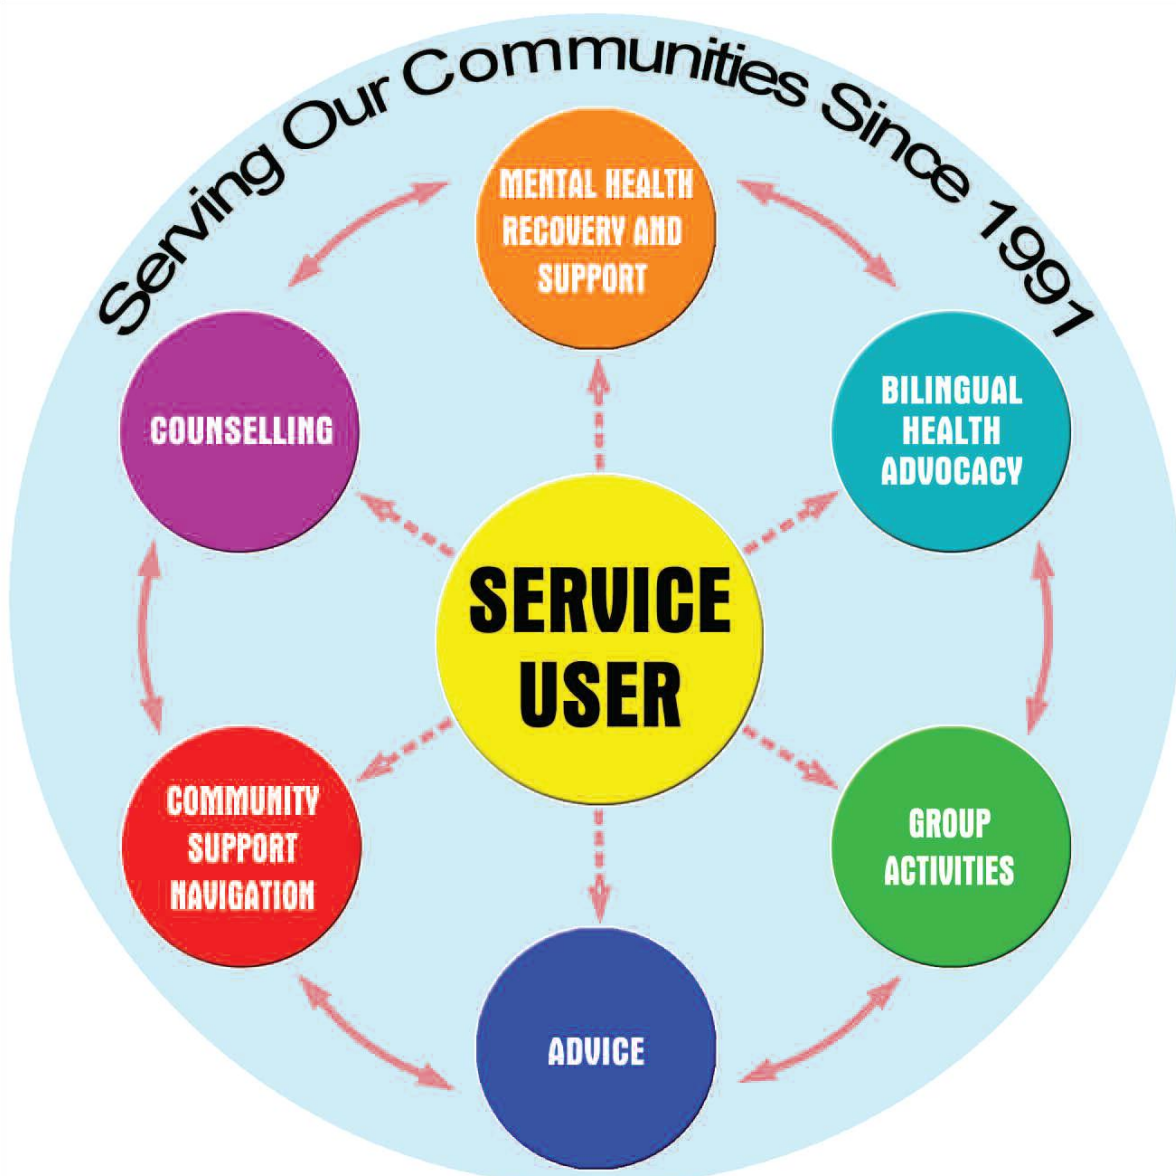 Serving Our Communities Since 1991
MENTAL HEALTH
RECOVERY AND
SUPPORT
COUNSELLING
BILINGUAL
HEALTH
ADVOCACY
SERVICE
USER
COMMUNITY
SUPPORT
NAVIGATION
GROUP
ACTIVITIES
ADVICE